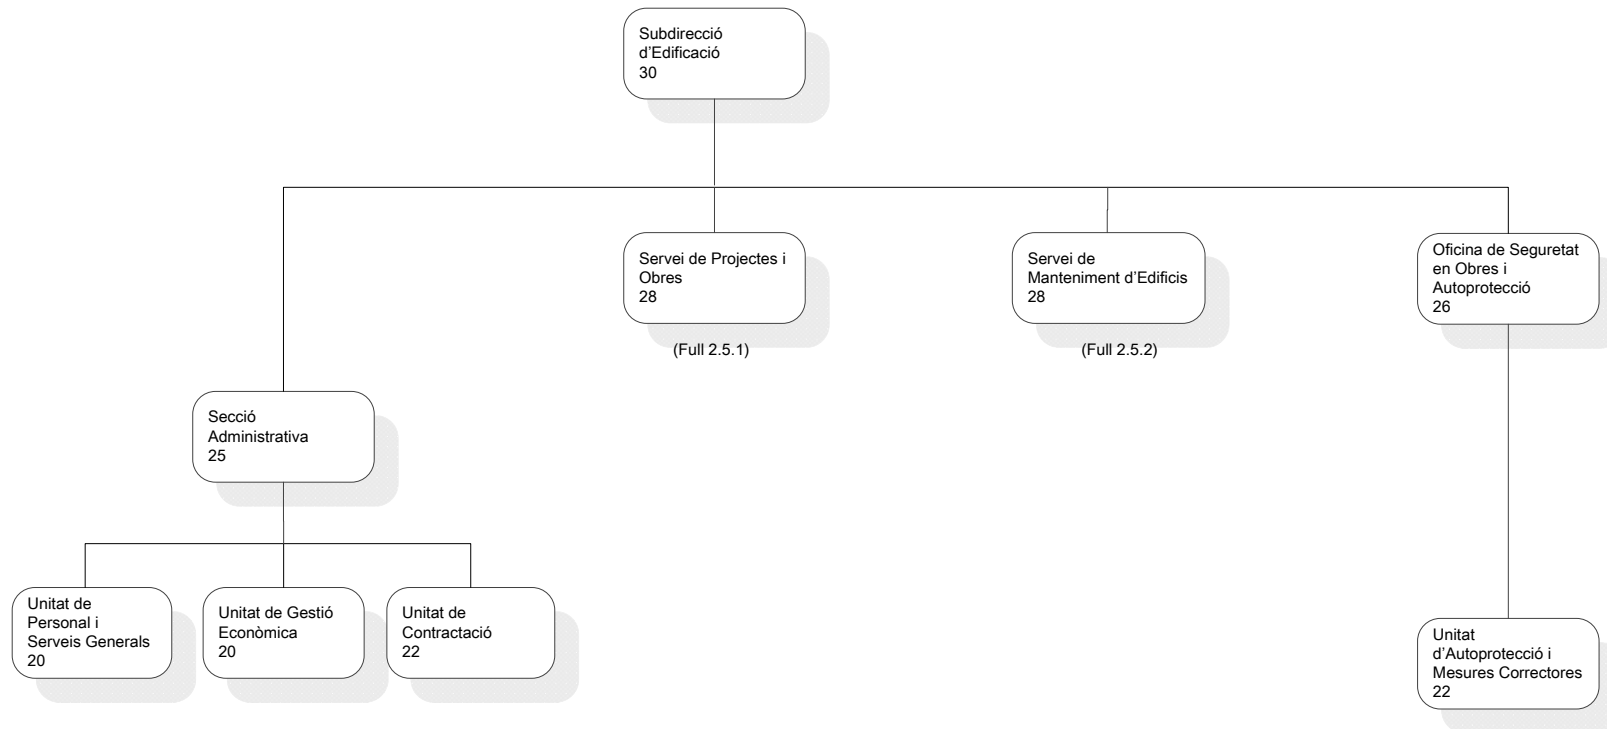 Subdirecció
d’Edificació
30
Servei de Projectes i
Obres
28
(Full 2.5.1)
Servei de
Manteniment d’Edificis
28
(Full 2.5.2)
Oficina de Seguretat
en Obres i
Autoprotecció
26
Secció
Administrativa
25
Unitat de
Personal i
Serveis Generals
20
Unitat de Gestió
Econòmica
20
Unitat de
Contractació
22
Unitat
d’Autoprotecció i
Mesures Correctores
22